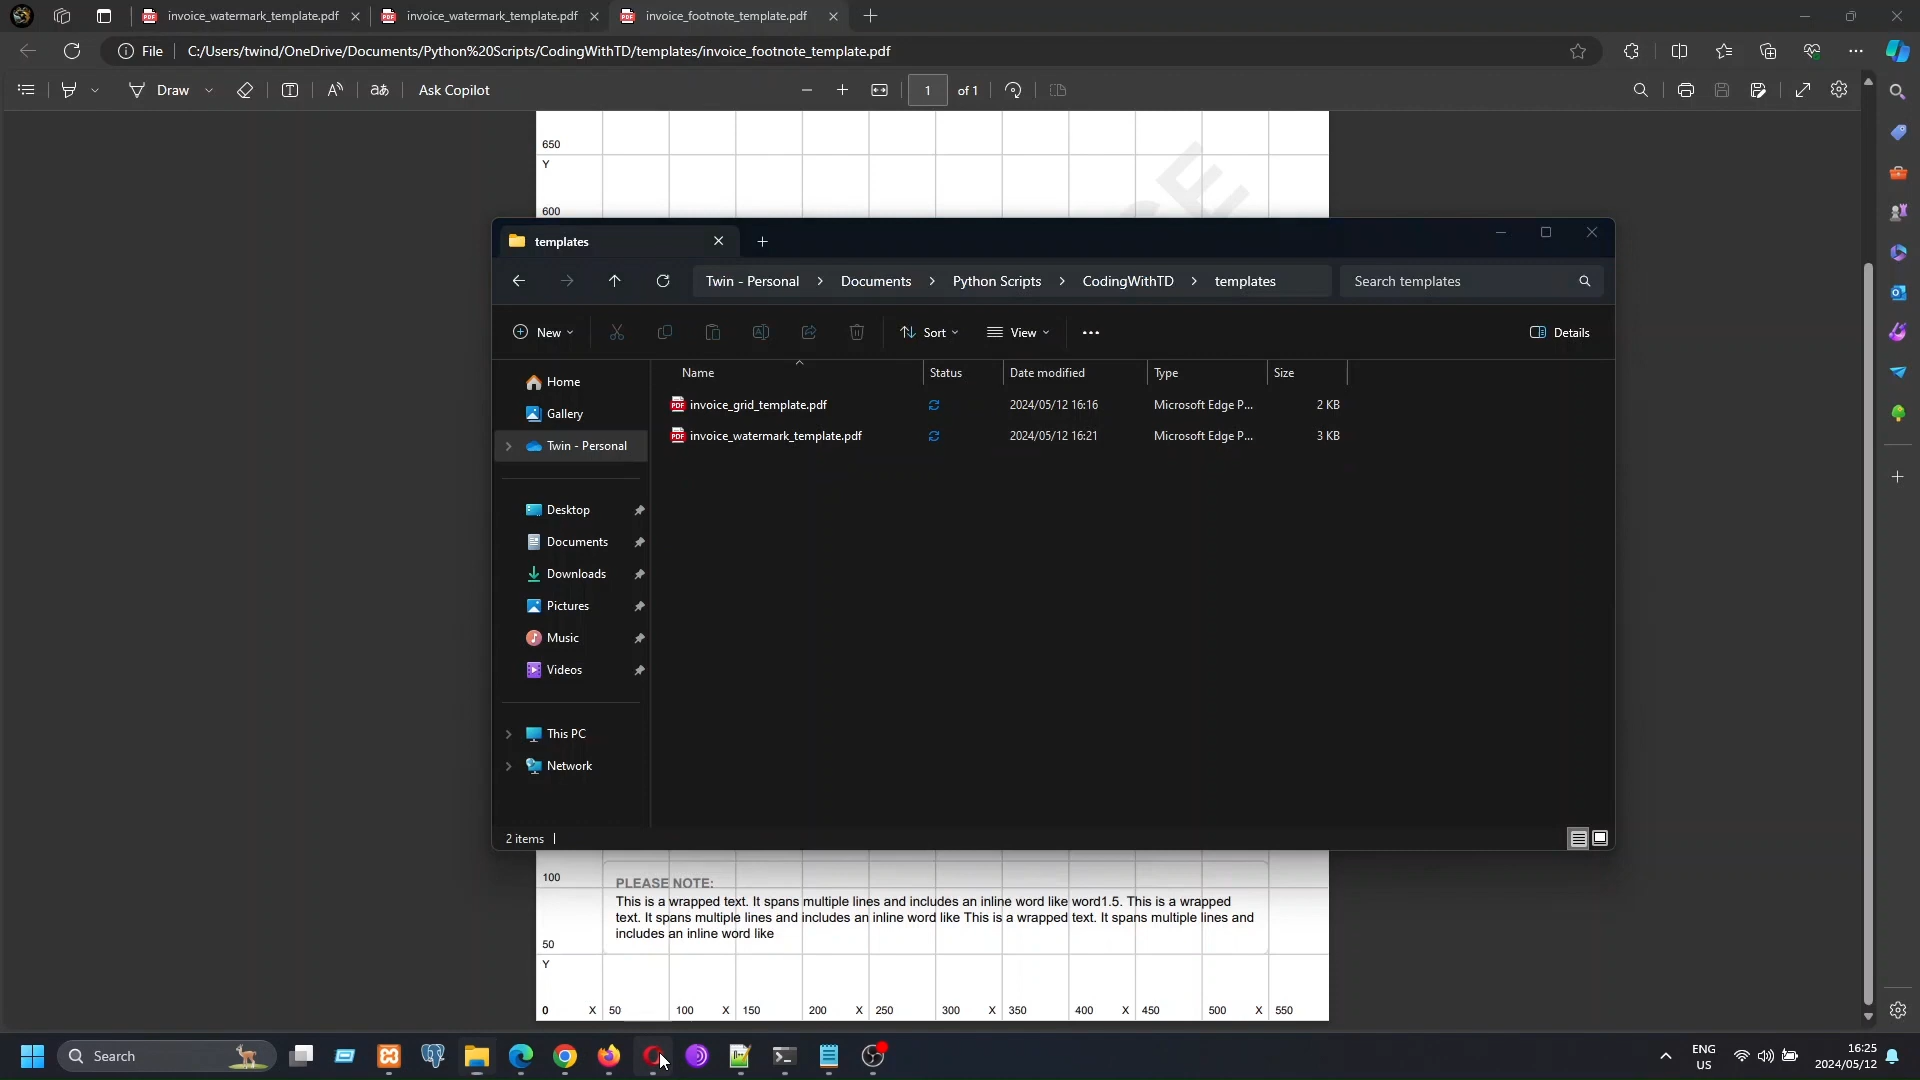 invoice_watermark_template.pdf
invoice_watermark_template.pdf
invoice_footnote_template.pdf
File
C:/Users/twind/OneDrive/Documents/Python%20Scripts/CodingWithTD/templates/invoice_footnote_template.pdf
Draw
aあ
Ask Copilot
1
of 1
650
Y
600
templates
Twin - Personal
Documents
Python Scripts
CodingWithTD
templates
Search templates
New
Sort
View
Details
Name
Status
Date modified
Type
Size
invoice_grid_template.pdf
2024/05/12 16:16
Microsoft Edge P...
2 KB
invoice_watermark_template.pdf
2024/05/12 16:21
Microsoft Edge P...
3 KB
Home
Gallery
Twin - Personal
Desktop
Documents
Downloads
Pictures
Music
Videos
This PC
Network
2 items
100
PLEASE NOTE:
This is a wrapped text. It spans multiple lines and includes an inline word like word1.5. This is a wrapped
text. It spans multiple lines and includes an inline word like This is a wrapped text. It spans multiple lines and
includes an inline word like
50
Y
0 X 50 100 X 150 200 X 250 300 X 350 400 X 450 500 X 550
Search
ENG
US
16:25
2024/05/12